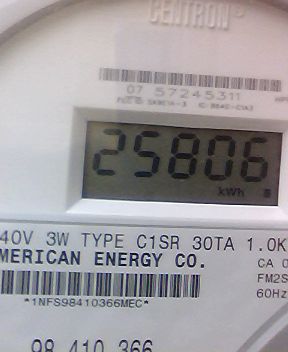 CENTRON®
07 57245311
25806
kWh
40V 3W TYPE C1SR 30TA 1.0K
MERICAN ENERGY CO.
CA 0
FM2S
60Hz
*1NFS98410366MEC*
98 410 366